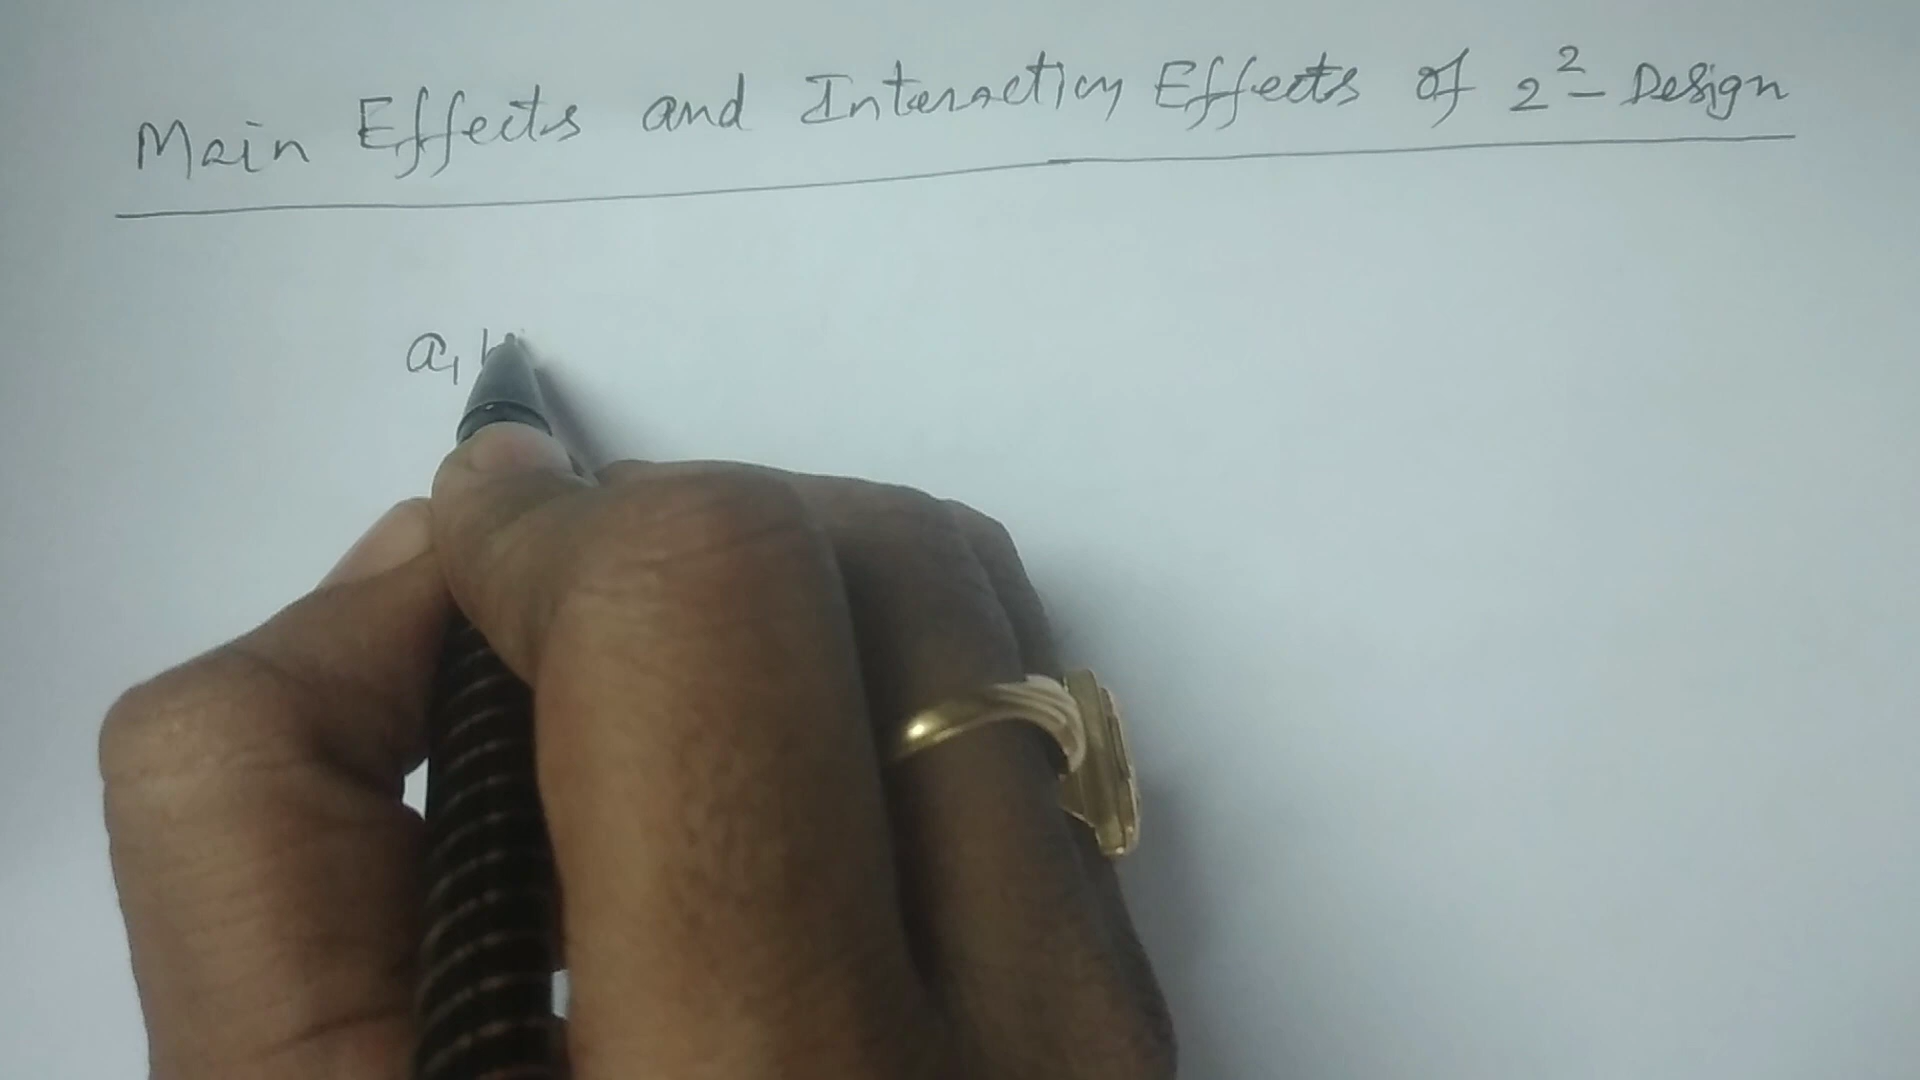 Main Effects and Interaction Effects of 2² - Design
a₁